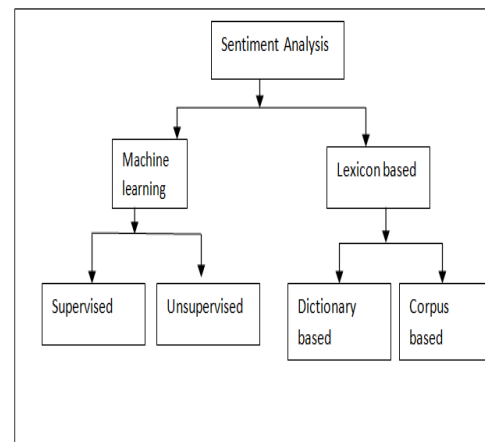 Sentiment Analysis
Machine
learning
Lexicon based
Supervised
Unsupervised
Dictionary
based
Corpus
based